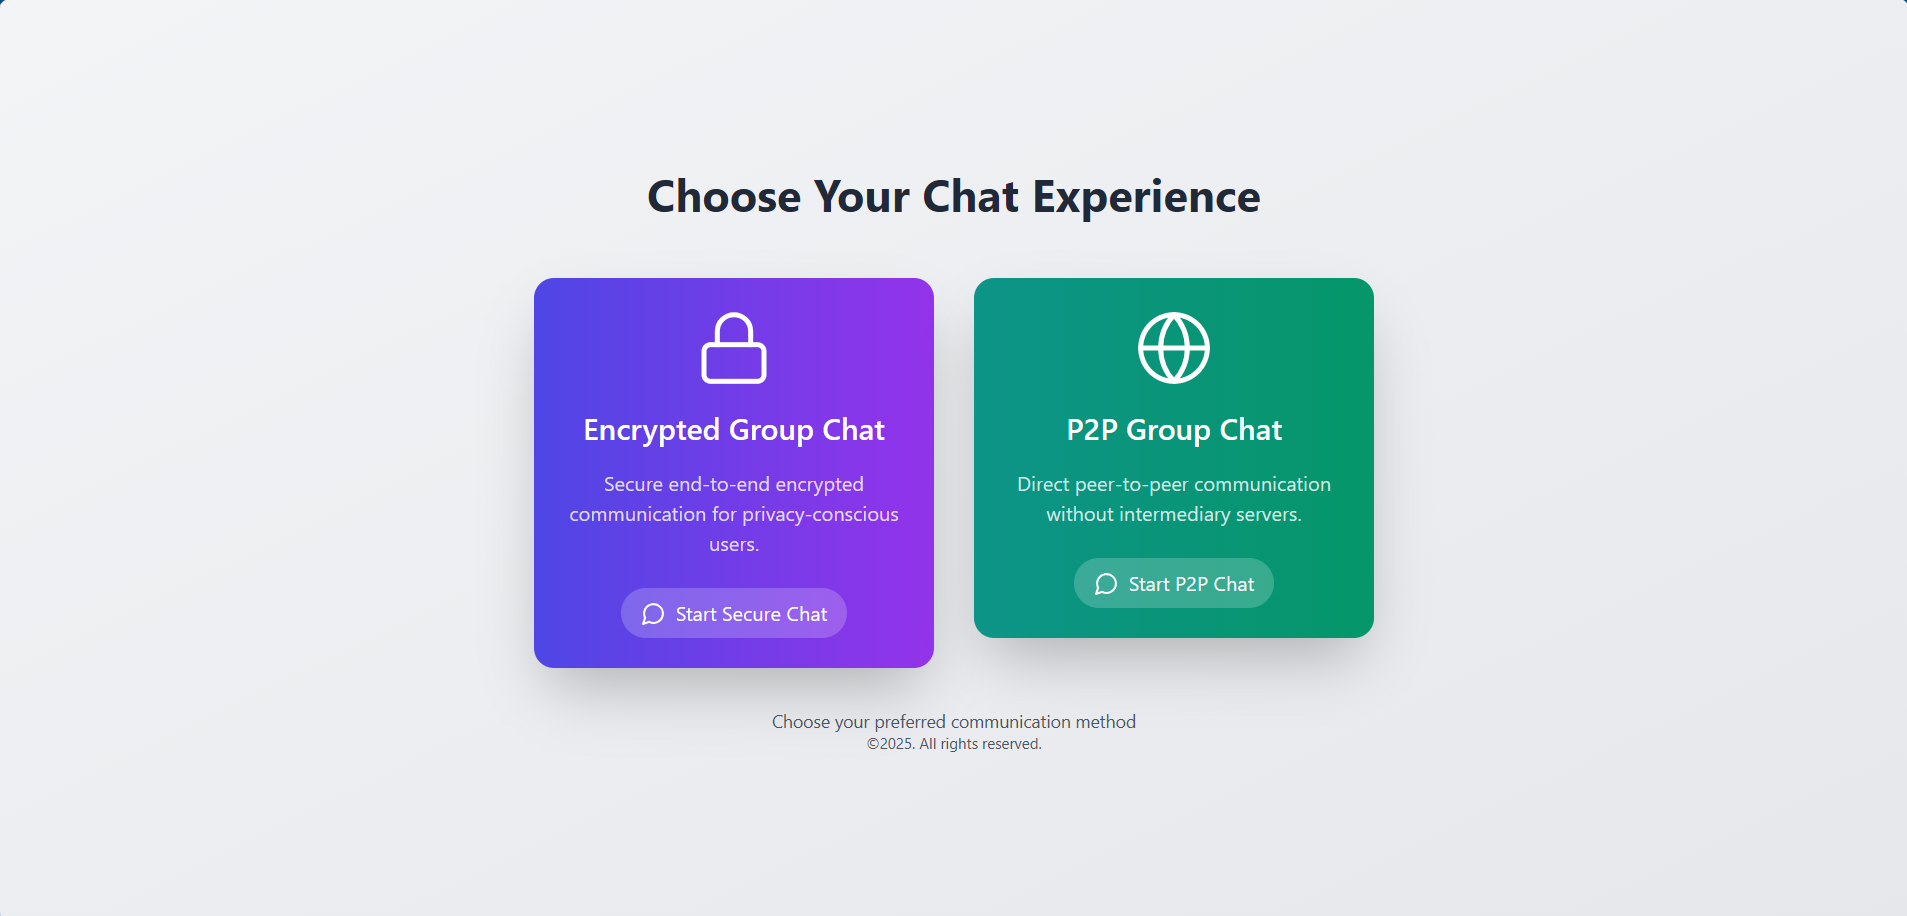 Choose Your Chat Experience
Encrypted Group Chat
Secure end-to-end encrypted
communication for privacy-conscious
users.
Start Secure Chat
P2P Group Chat
Direct peer-to-peer communication
without intermediary servers.
Start P2P Chat
Choose your preferred communication method
©2025. All rights reserved.